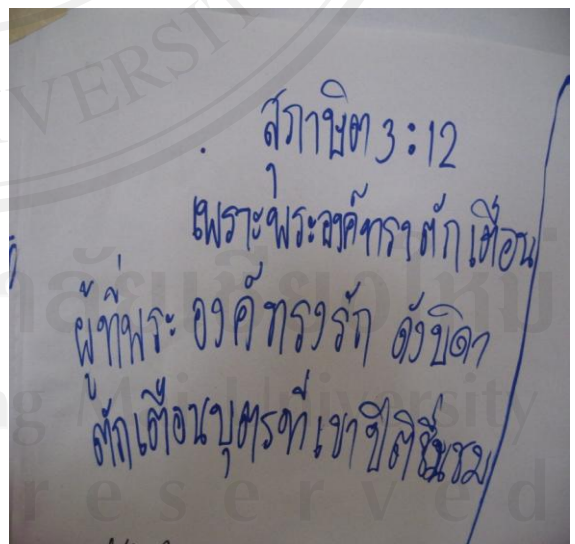 สุภาษิต 3:12
เพราะพระองค์ทรงตักเตือน
ผู้ที่พระองค์ทรงรัก ดังบิดา
ตักเตือนบุตรที่เขาปีติชื่นชม